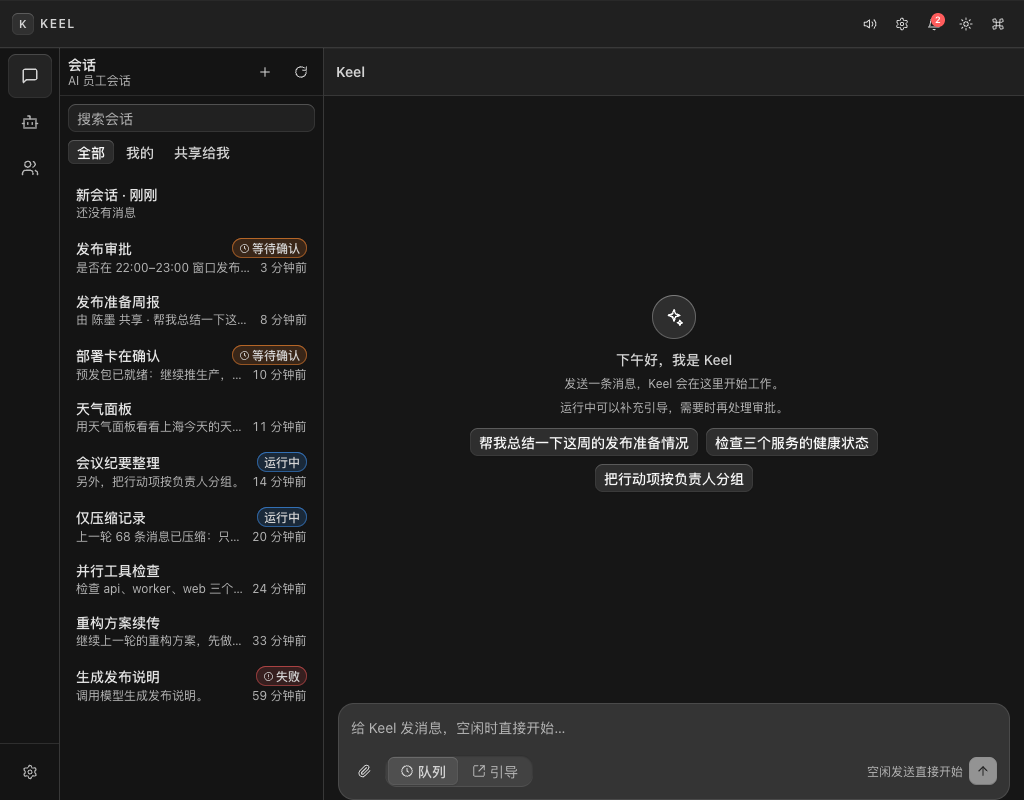 K KEEL
2
会话
AI 员工会话
Keel
搜索会话
全部 我的 共享给我
新会话 · 刚刚
还没有消息
发布审批 等待确认
是否在 22:00–23:00 窗口发布... 3 分钟前
发布准备周报
由 陈墨 共享 · 帮我总结一下这... 8 分钟前
部署卡在确认 等待确认
预发包已就绪：继续推生产，... 10 分钟前
天气面板
用天气面板看看上海今天的天... 11 分钟前
会议纪要整理 运行中
另外，把行动项按负责人分组。 14 分钟前
仅压缩记录 运行中
上一轮 68 条消息已压缩：只... 20 分钟前
并行工具检查
检查 api、worker、web 三个... 24 分钟前
重构方案续传
继续上一轮的重构方案，先做... 33 分钟前
生成发布说明 失败
调用模型生成发布说明。 59 分钟前
下午好，我是 Keel
发送一条消息，Keel 会在这里开始工作。
运行中可以补充引导，需要时再处理审批。
帮我总结一下这周的发布准备情况 检查三个服务的健康状态
把行动项按负责人分组
给 Keel 发消息，空闲时直接开始...
队列 引导 空闲发送直接开始